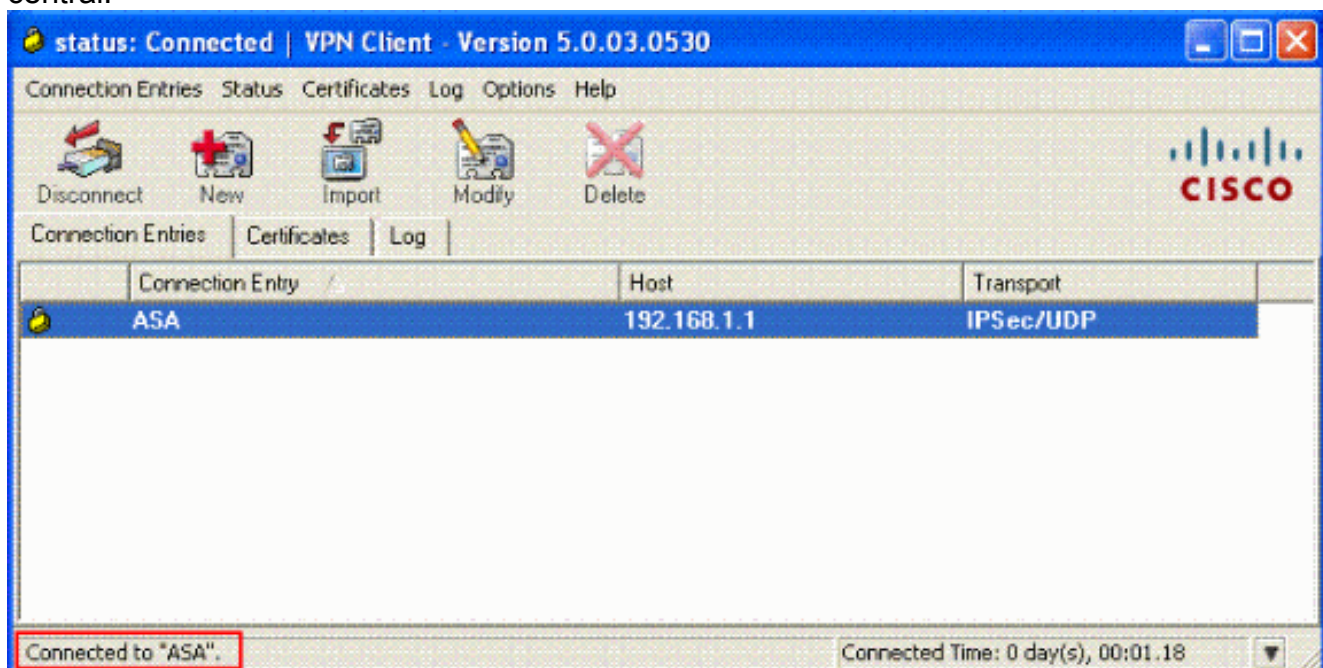 central.
status: Connected | VPN Client - Version 5.0.03.0530
Connection Entries Status Certificates Log Options Help
Disconnect New Import Modify Delete
CISCO
Connection Entries Certificates Log
Connection Entry Host Transport
ASA 192.168.1.1 IPSec/UDP
Connected to "ASA". Connected Time: 0 day(s), 00:01.18